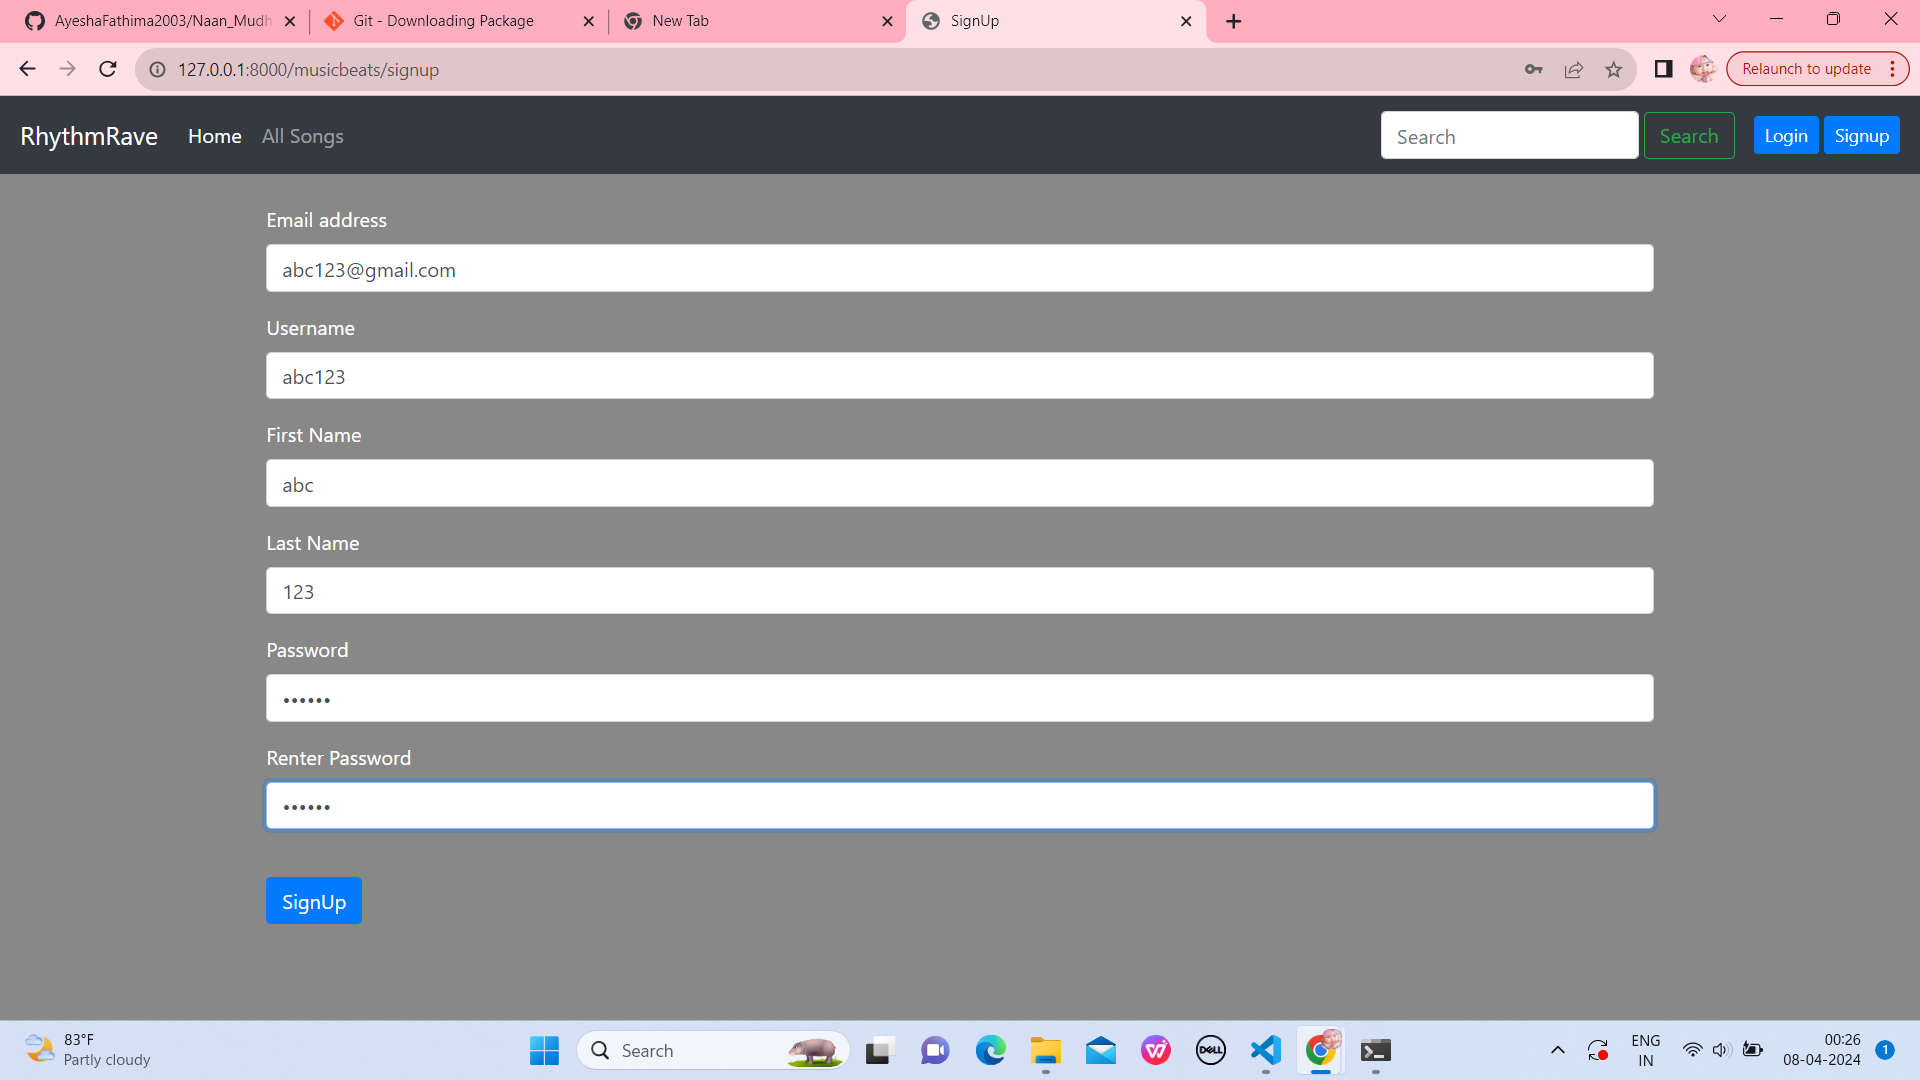 AyeshaFathima2003/Naan_Mudh
Git - Downloading Package
New Tab
SignUp
127.0.0.1:8000/musicbeats/signup
Relaunch to update
RhythmRave
Home
All Songs
Search
Search
Login
Signup
Email address
abc123@gmail.com
Username
abc123
First Name
abc
Last Name
123
Password
••••••
Renter Password
••••••
SignUp
83°F
Partly cloudy
Search
DELL
ENG
IN
00:26
08-04-2024
1